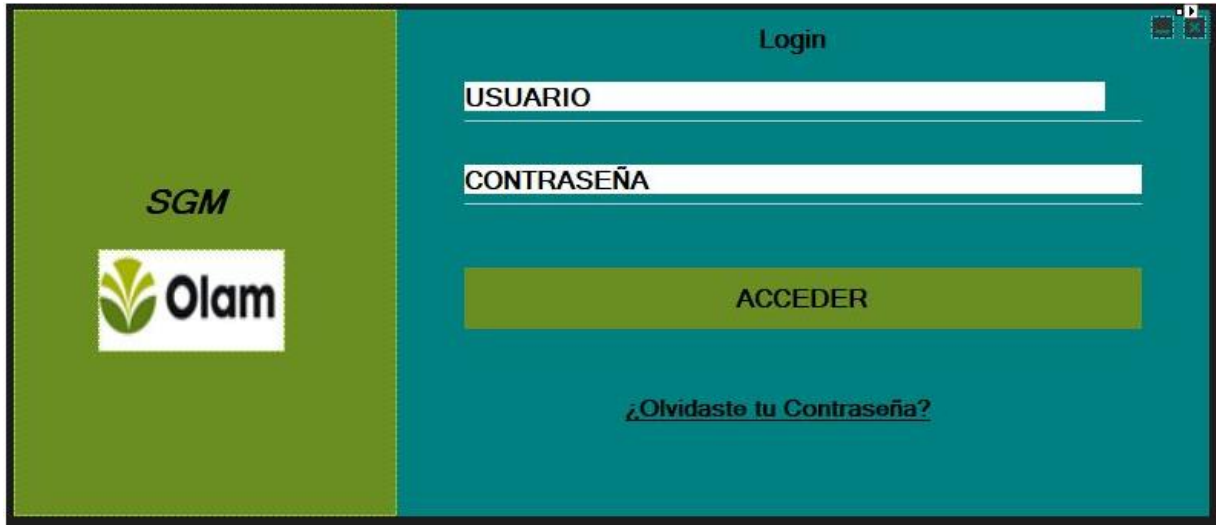 Login
USUARIO
CONTRASEÑA
SGM
Olam
ACCEDER
¿Olvidaste tu Contraseña?